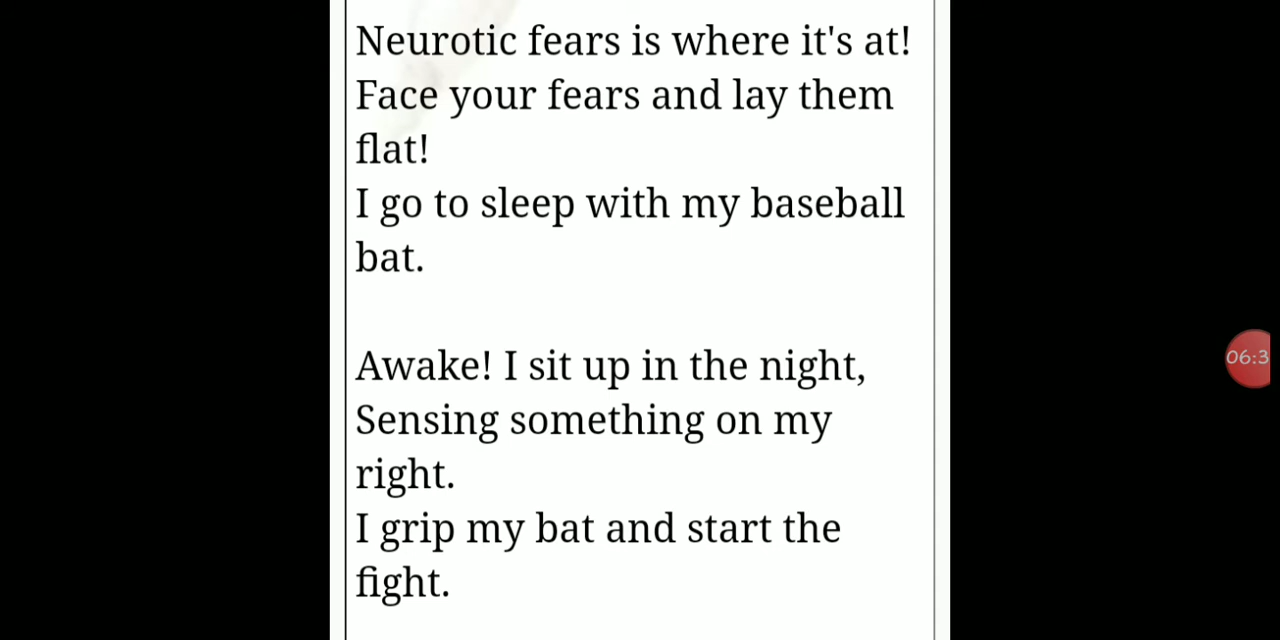 Neurotic fears is where it's at!
Face your fears and lay them
flat!
I go to sleep with my baseball
bat.
Awake! I sit up in the night,
Sensing something on my
right.
I grip my bat and start the
fight.
06:3